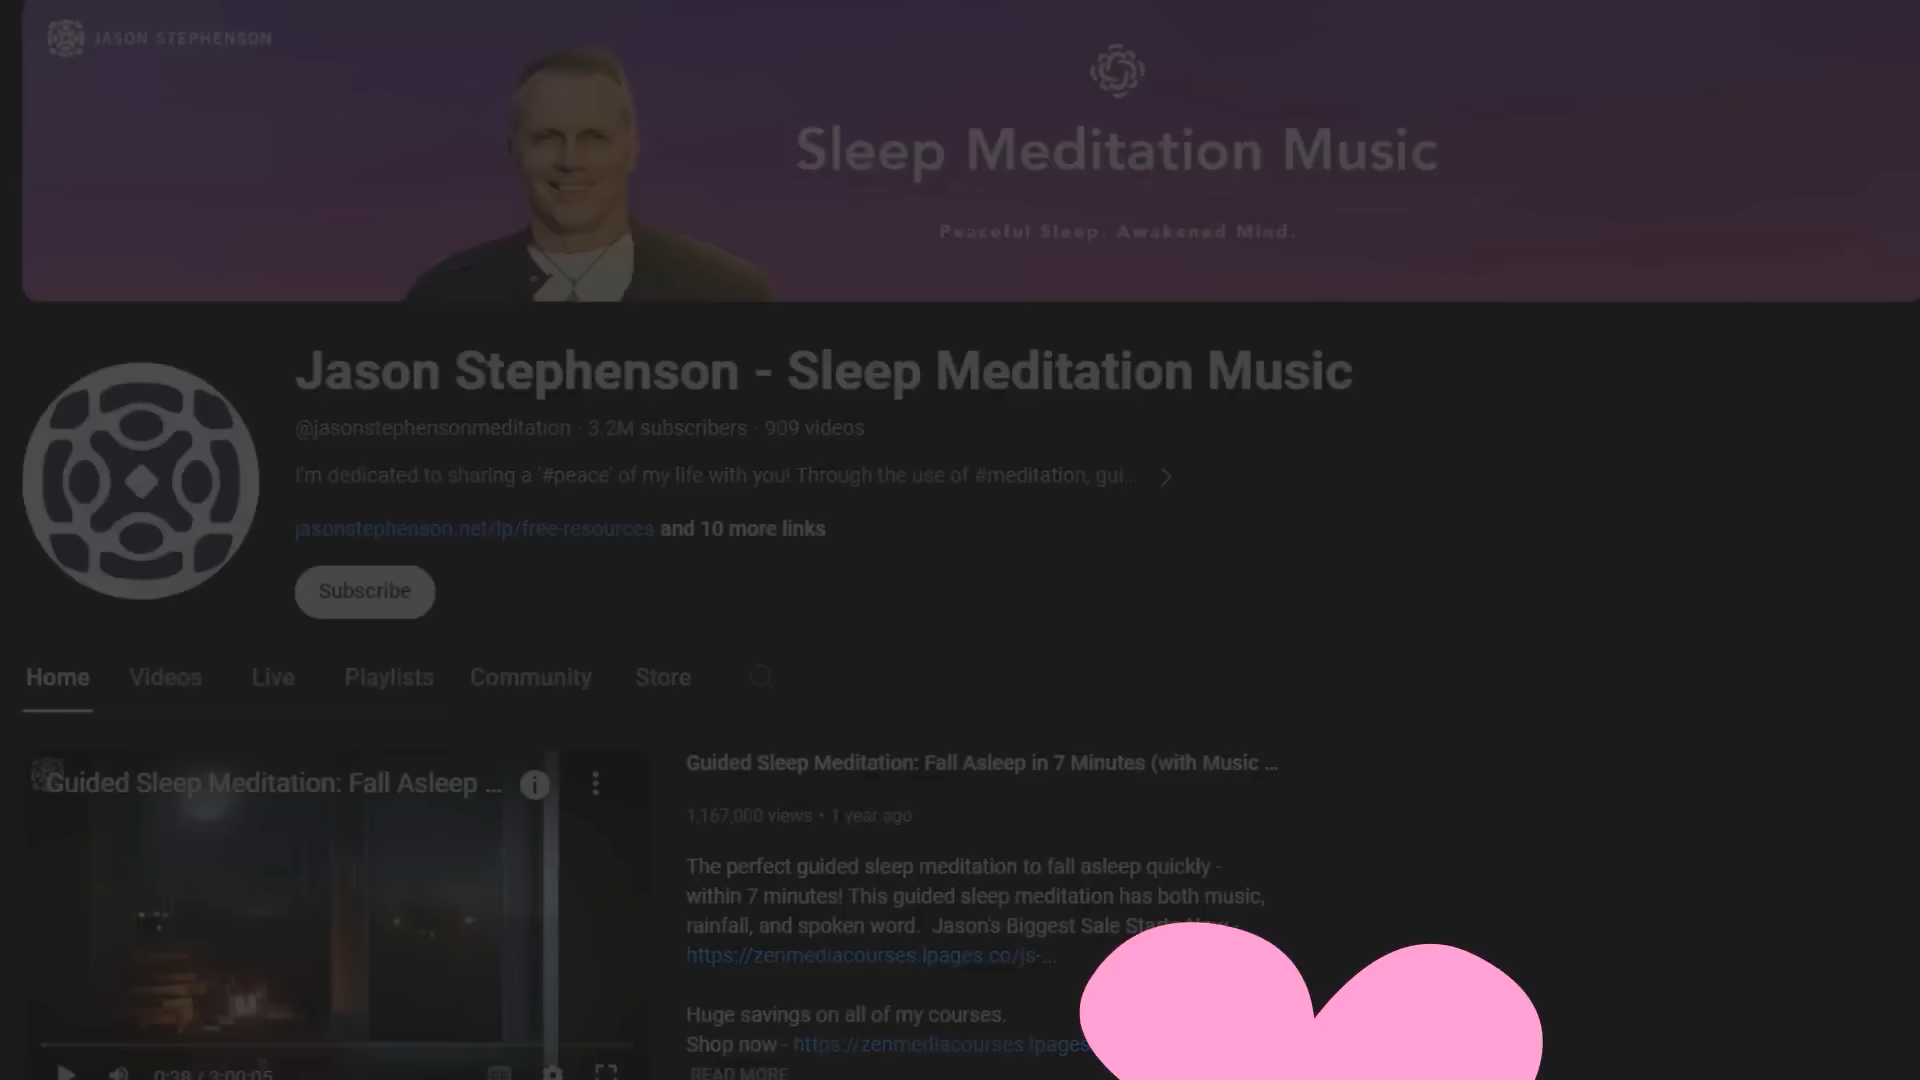 JASON STEPHENSON
Sleep Meditation Music
Peaceful Sleep. Awakened Mind.
Jason Stephenson - Sleep Meditation Music
@jasonstephensonmeditation · 3.2M subscribers · 909 videos
I'm dedicated to sharing a '#peace' of my life with you! Through the use of #meditation, gui...
jasonstephenson.net/lp/free-resources and 10 more links
Subscribe
Home Videos Live Playlists Community Store
Guided Sleep Meditation: Fall Asleep ...
0:38 / 3:00:05
Guided Sleep Meditation: Fall Asleep in 7 Minutes (with Music ...
1,167,000 views • 1 year ago
The perfect guided sleep meditation to fall asleep quickly -
within 7 minutes! This guided sleep meditation has both music,
rainfall, and spoken word. Jason's Biggest Sale Starts Now -
https://zenmediacourses.lpages.co/js-...
Huge savings on all of my courses.
Shop now - https://zenmediacourses.lpages
READ MORE